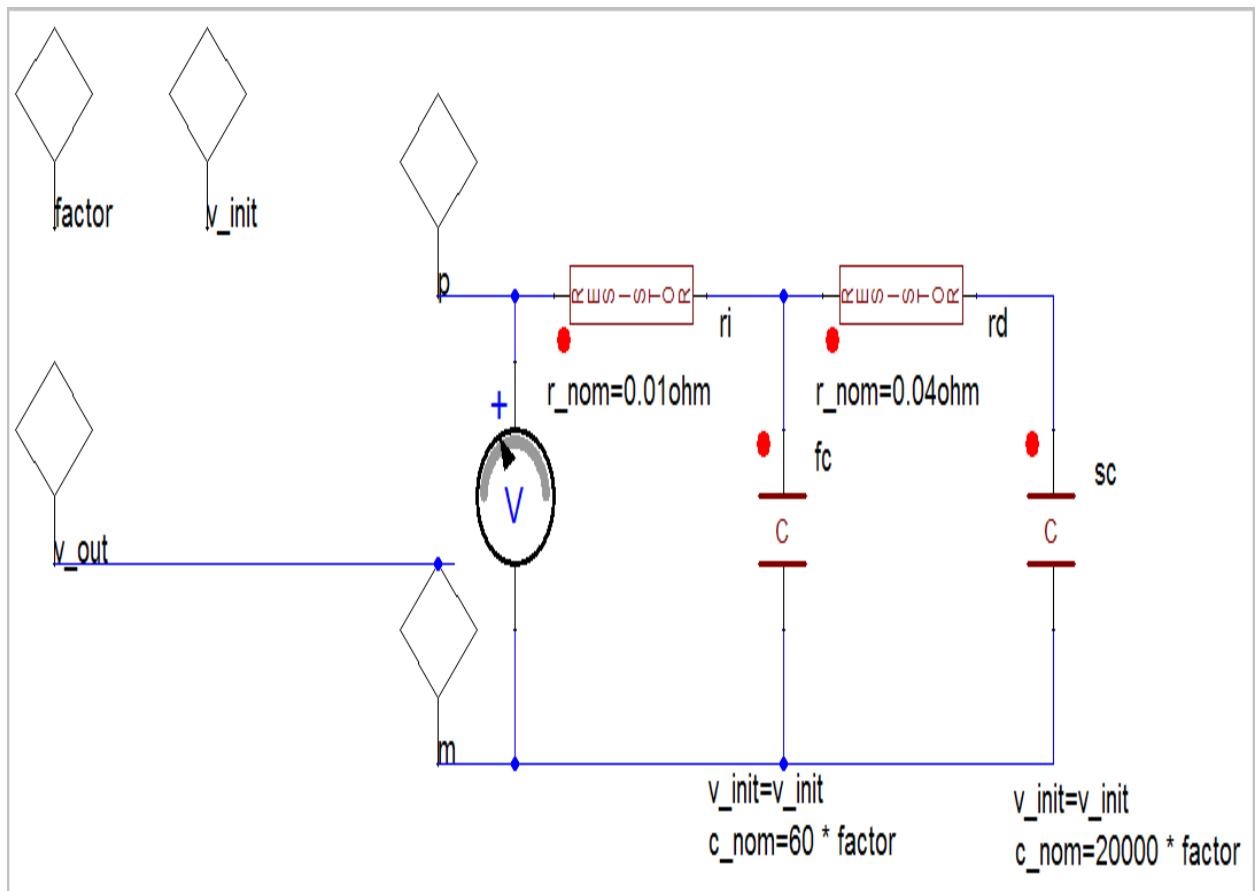 factor
v_init
p
RESISTOR
ri
RESISTOR
rd
r_nom=0.01ohm
r_nom=0.04ohm
+
V
fc
sc
C
C
v_out
m
v_init=v_init
c_nom=60 * factor
v_init=v_init
c_nom=20000 * factor